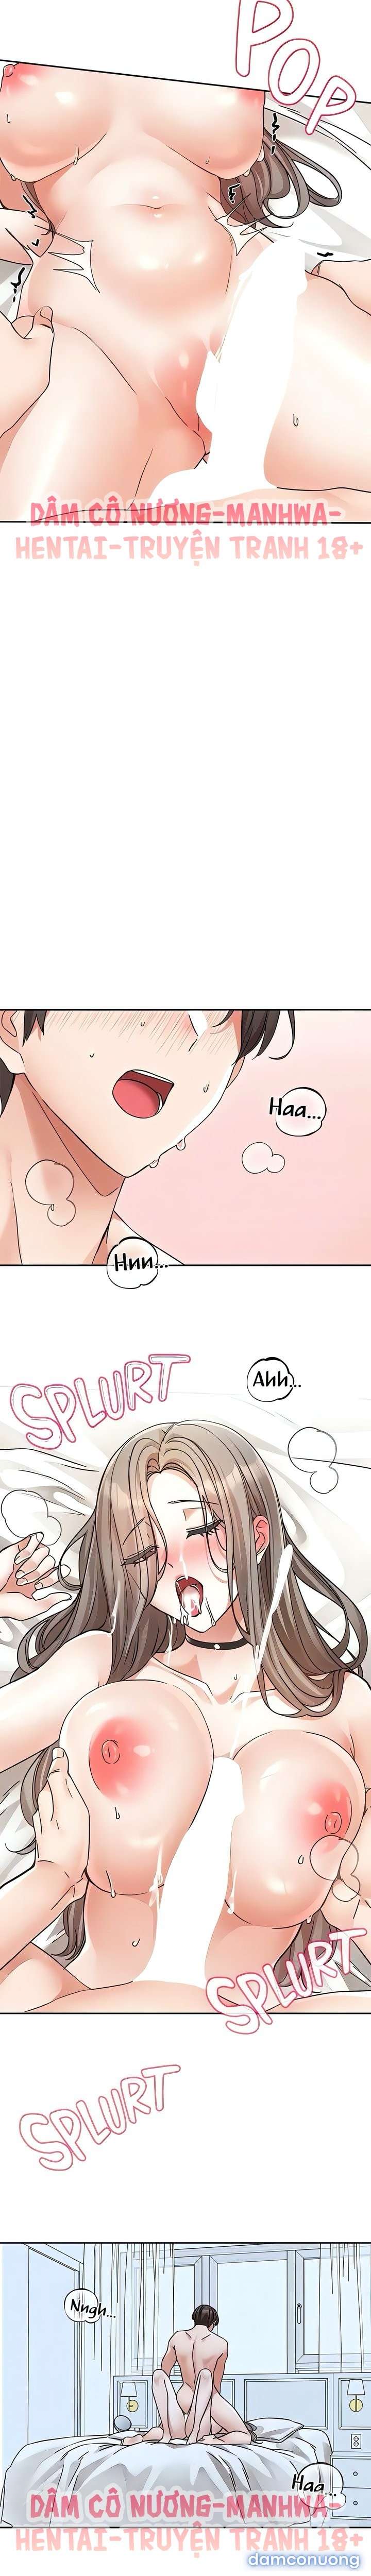 POP
DÂM CÔ NƯƠNG-MANHWA-
HENTAI-TRUYỆN TRANH 18+
Haa...
Hnn...
Ahh...
SPLURT
SPLURT
SPLURT
Nngh...
Haa...
DÂM CÔ NƯƠNG-MANHWA-
HENTAI-TRUYỆN TRANH 18+
damconuong